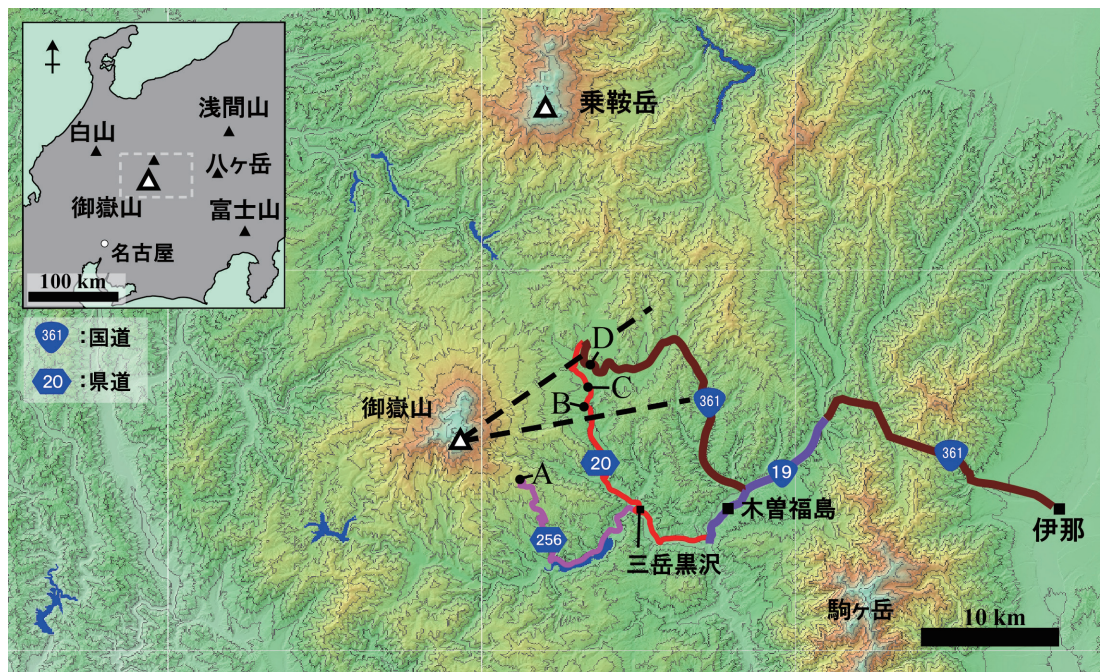 浅間山
白山
八ヶ岳
御嶽山
富士山
名古屋
100 km
361 :国道
20 :県道
乗鞍岳
御嶽山
D
C
B
361
A
20
19
361
256
木曽福島
伊那
三岳黒沢
駒ヶ岳
10 km